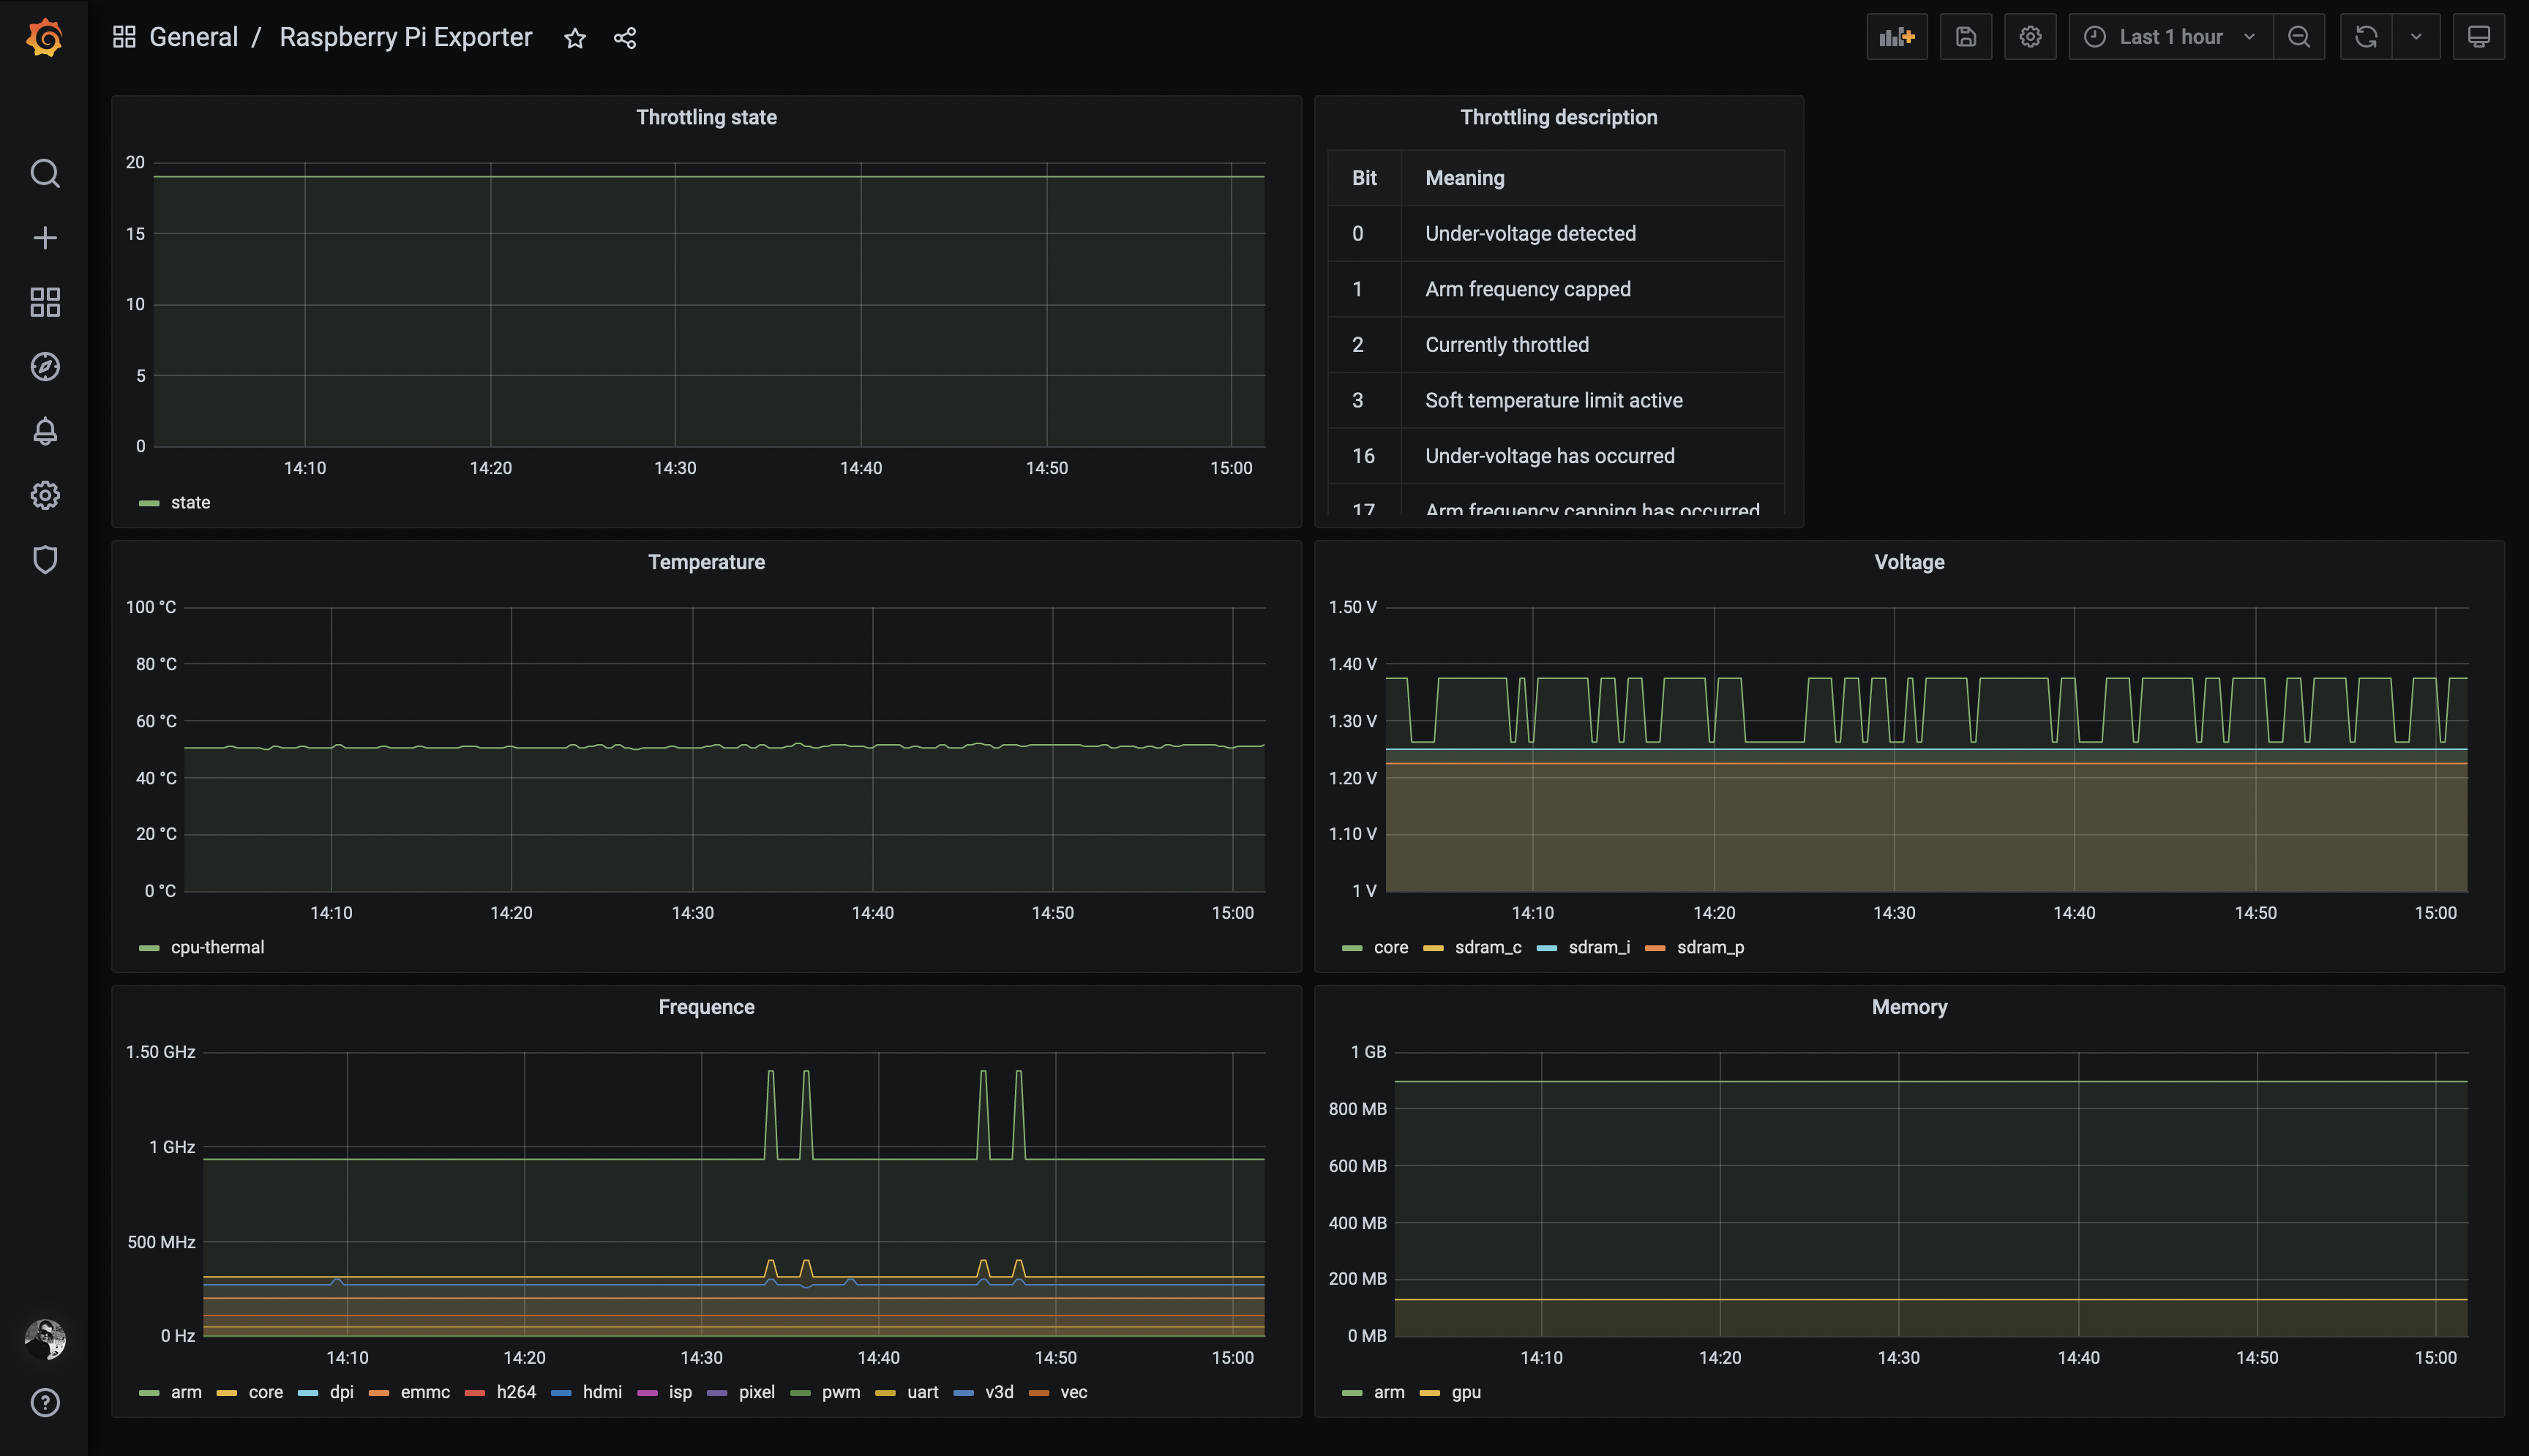 General / Raspberry Pi Exporter
Last 1 hour
Throttling state
20
15
10
5
0
14:10 14:20 14:30 14:40 14:50 15:00
state
Throttling description
Bit Meaning
0 Under-voltage detected
1 Arm frequency capped
2 Currently throttled
3 Soft temperature limit active
16 Under-voltage has occurred
17 Arm frequency capping has occurred
Temperature
100 °C
80 °C
60 °C
40 °C
20 °C
0 °C
14:10 14:20 14:30 14:40 14:50 15:00
cpu-thermal
Voltage
1.50 V
1.40 V
1.30 V
1.20 V
1.10 V
1 V
14:10 14:20 14:30 14:40 14:50 15:00
core sdram_c sdram_i sdram_p
Frequence
1.50 GHz
1 GHz
500 MHz
0 Hz
14:10 14:20 14:30 14:40 14:50 15:00
arm core dpi emmc h264 hdmi isp pixel pwm uart v3d vec
Memory
1 GB
800 MB
600 MB
400 MB
200 MB
0 MB
14:10 14:20 14:30 14:40 14:50 15:00
arm gpu